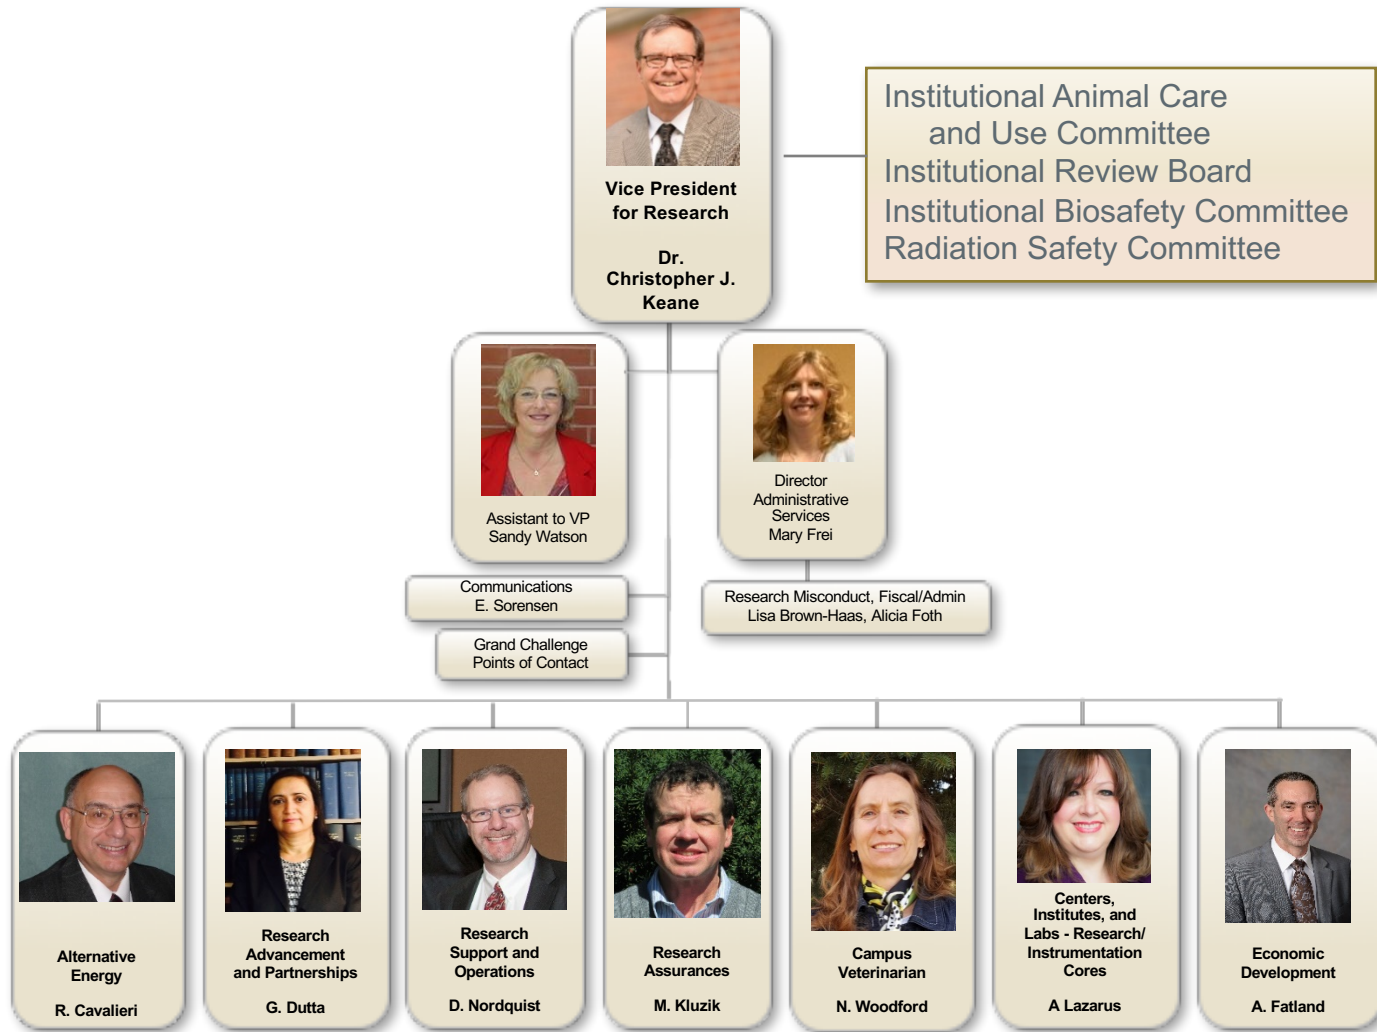 Vice President
for Research
Dr.
Christopher J.
Keane
Institutional Animal Care
and Use Committee
Institutional Review Board
Institutional Biosafety Committee
Radiation Safety Committee
Assistant to VP
Sandy Watson
Director
Administrative
Services
Mary Frei
Communications
E. Sorensen
Research Misconduct, Fiscal/Admin
Lisa Brown-Haas, Alicia Foth
Grand Challenge
Points of Contact
Alternative
Energy
R. Cavalieri
Research
Advancement
and Partnerships
G. Dutta
Research
Support and
Operations
D. Nordquist
Research
Assurances
M. Kluzik
Campus
Veterinarian
N. Woodford
Centers,
Institutes, and
Labs - Research/
Instrumentation
Cores
A Lazarus
Economic
Development
A. Fatland